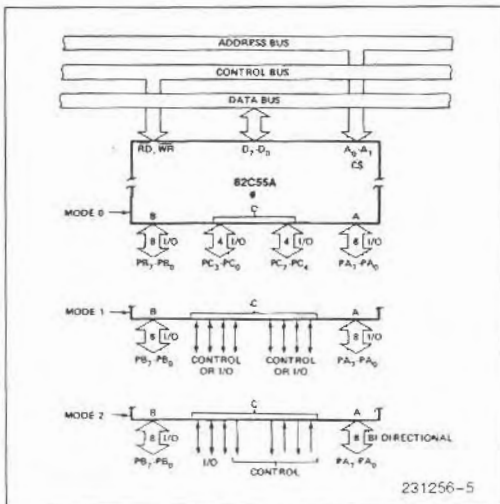 ADDRESS BUS
CONTROL BUS
DATA BUS
RD, WR D7-D0 A0-A1
CS
82C55A
C
MODE 0 B A
8 I/O 4 I/O 4 I/O 8 I/O
PB7-PB0 PC3-PC0 PC7-PC4 PA7-PA0
C
MODE 1 B A
8 I/O CONTROL OR I/O CONTROL OR I/O 8 I/O
PB7-PB0 PA7-PA0
C
MODE 2 B A
8 I/O 8 BI DIRECTIONAL
PB7-PB0 I/O CONTROL PA7-PA0
231256-5